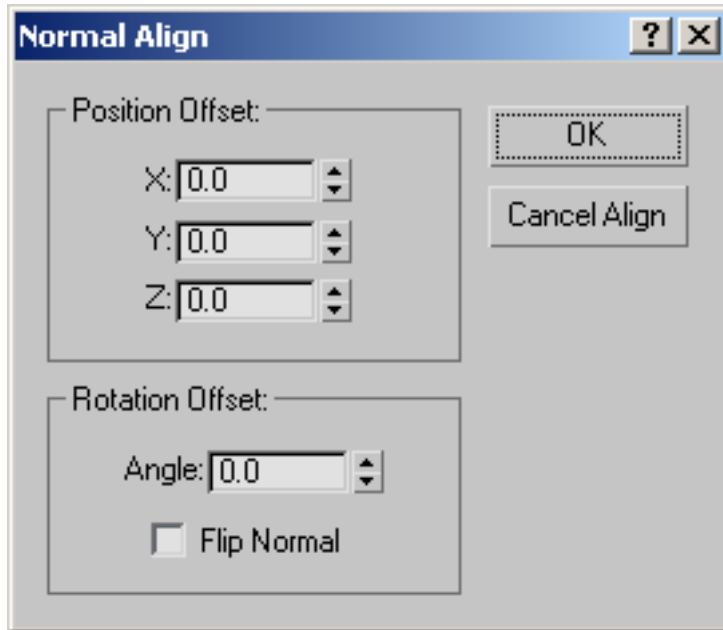 Normal Align
?
Position Offset:
X: 0.0
Y: 0.0
Z: 0.0
OK
Cancel Align
Rotation Offset:
Angle: 0.0
Flip Normal